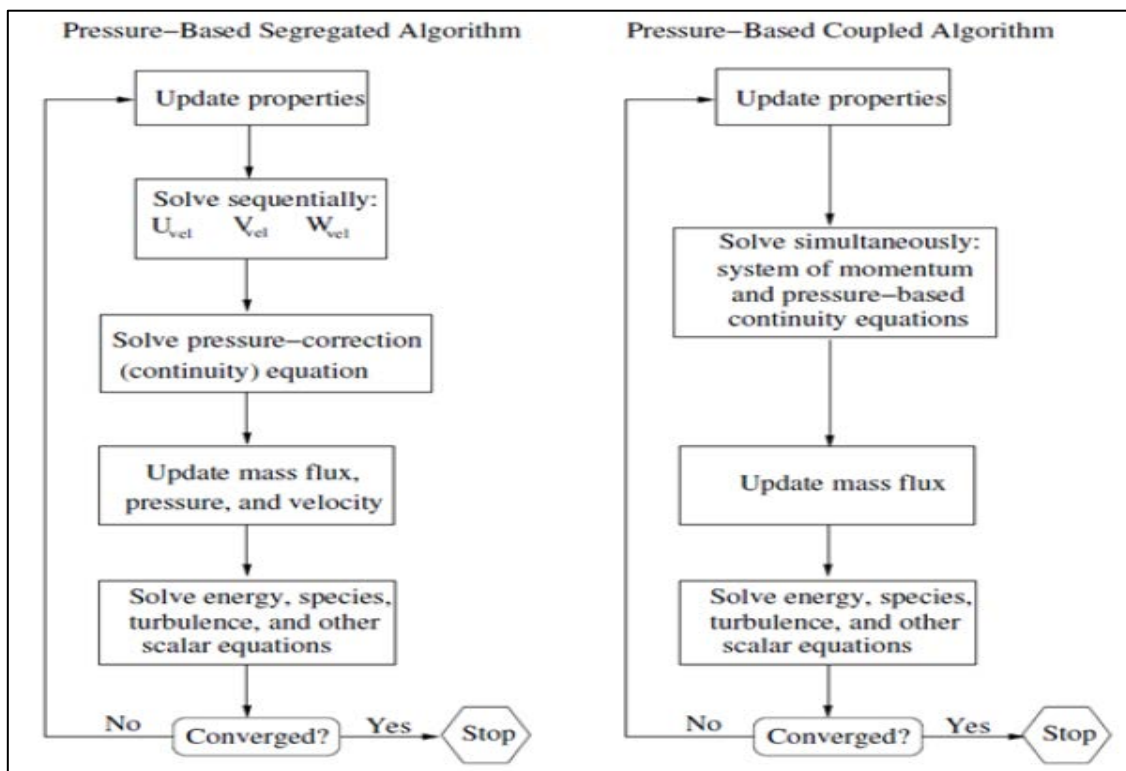 Pressure−Based Segregated Algorithm
Update properties
Solve sequentially:
Uvel Vvel Wvel
Solve pressure−correction
(continuity) equation
Update mass flux,
pressure, and velocity
Solve energy, species,
turbulence, and other
scalar equations
No
Converged?
Yes
Stop
Pressure−Based Coupled Algorithm
Update properties
Solve simultaneously:
system of momentum
and pressure−based
continuity equations
Update mass flux
Solve energy, species,
turbulence, and other
scalar equations
No
Converged?
Yes
Stop